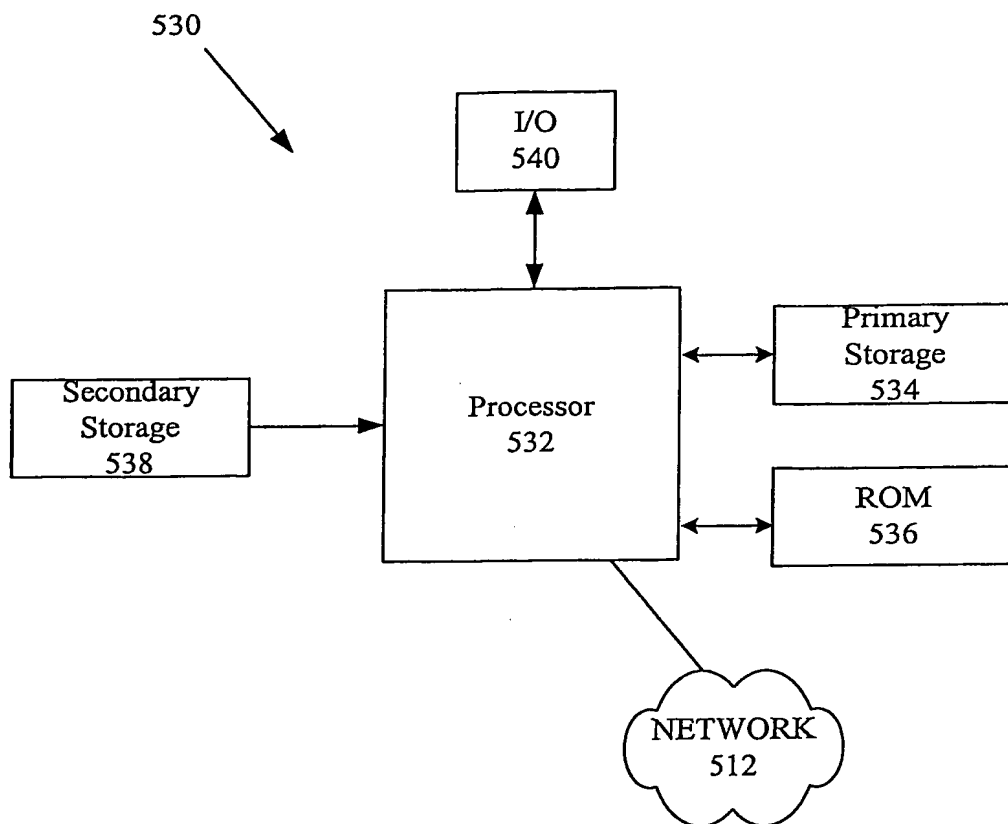 530
I/O
540
Primary
Storage
534
Secondary
Storage
538
Processor
532
ROM
536
NETWORK
512